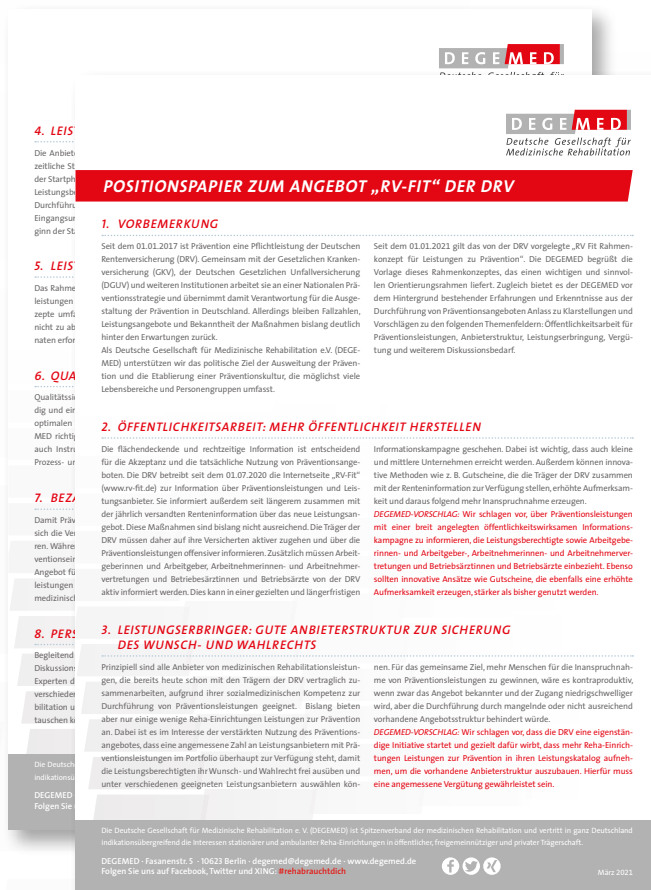 DEGEMED
DEGEMED
Deutsche Gesellschaft für
Medizinische Rehabilitation
POSITIONSPAPIER ZUM ANGEBOT „RV-FIT“ DER DRV
1. VORBEMERKUNG
Seit dem 01.01.2017 ist Prävention eine Pflichtleistung der Deutschen
Rentenversicherung (DRV). Gemeinsam mit der Gesetzlichen Kranken-
versicherung (GKV), der Deutschen Gesetzlichen Unfallversicherung
(DGUV) und weiteren Institutionen arbeitet sie an einer Nationalen Prä-
ventionsstrategie und übernimmt damit Verantwortung für die Ausge-
staltung der Prävention in Deutschland. Allerdings bleiben Fallzahlen,
Leistungsangebote und Bekanntheit der Maßnahmen bislang deutlich
hinter den Erwartungen zurück.
Als Deutsche Gesellschaft für Medizinische Rehabilitation e.V. (DEGE-
MED) unterstützen wir das politische Ziel der Ausweitung der Präven-
tion und die Etablierung einer Präventionskultur, die möglichst viele
Lebensbereiche und Personengruppen umfasst.
Seit dem 01.01.2021 gilt das von der DRV vorgelegte „RV Fit Rahmen-
konzept für Leistungen zu Prävention“. Die DEGEMED begrüßt die
Vorlage dieses Rahmenkonzeptes, das einen wichtigen und sinnvol-
len Orientierungsrahmen liefert. Zugleich bietet es der DEGEMED vor
dem Hintergrund bestehender Erfahrungen und Erkenntnisse aus der
Durchführung von Präventionsangeboten Anlass zu Klarstellungen und
Vorschlägen zu den folgenden Themenfeldern: Öffentlichkeitsarbeit für
Präventionsleistungen, Anbieterstruktur, Leistungserbringung, Vergü-
tung und weiterem Diskussionsbedarf.
2. ÖFFENTLICHKEITSARBEIT: MEHR ÖFFENTLICHKEIT HERSTELLEN
Die flächendeckende und rechtzeitige Information ist entscheidend
für die Akzeptanz und die tatsächliche Nutzung von Präventionsange-
boten. Die DRV betreibt seit dem 01.07.2020 die Internetseite „RV-Fit“
(www.rv-fit.de) zur Information über Präventionsleistungen und Leis-
tungsanbieter. Sie informiert außerdem seit längerem zusammen mit
der jährlich versandten Renteninformation über das neue Leistungsan-
gebot. Diese Maßnahmen sind bislang nicht ausreichend. Die Träger der
DRV müssen daher auf ihre Versicherten aktiver zugehen und über die
Präventionsleistungen offensiver informieren. Zusätzlich müssen Arbeit-
geberinnen und Arbeitgeber, Arbeitnehmerinnen- und Arbeitnehmer-
vertretungen und Betriebsärztinnen und Betriebsärzte von der DRV
aktiv informiert werden. Dies kann in einer gezielten und längerfristigen
Informationskampagne geschehen. Dabei ist wichtig, dass auch kleine
und mittlere Unternehmen erreicht werden. Außerdem können innova-
tive Methoden wie z. B. Gutscheine, die die Träger der DRV zusammen
mit der Renteninformation zur Verfügung stellen, erhöhte Aufmerksam-
keit und daraus folgend mehr Inanspruchnahme erzeugen.
DEGEMED-VORSCHLAG: Wir schlagen vor, über Präventionsleistungen
mit einer breit angelegten öffentlichkeitswirksamen Informations-
kampagne zu informieren, die Leistungsberechtigte sowie Arbeitgebe-
rinnen- und Arbeitgeber-, Arbeitnehmerinnen- und Arbeitnehmerver-
tretungen und Betriebsärztinnen und Betriebsärzte einbezieht. Ebenso
sollten innovative Ansätze wie Gutscheine, die ebenfalls eine erhöhte
Aufmerksamkeit erzeugen, stärker als bisher genutzt werden.
3. LEISTUNGSERBRINGER: GUTE ANBIETERSTRUKTUR ZUR SICHERUNG
DES WUNSCH- UND WAHLRECHTS
Prinzipiell sind alle Anbieter von medizinischen Rehabilitationsleistun-
gen, die bereits heute schon mit den Trägern der DRV vertraglich zu-
sammenarbeiten, aufgrund ihrer sozialmedizinischen Kompetenz zur
Durchführung von Präventionsleistungen geeignet. Bislang bieten
aber nur einige wenige Reha-Einrichtungen Leistungen zur Prävention
an. Dabei ist es im Interesse der verstärkten Nutzung des Präventions-
angebotes, dass eine angemessene Zahl an Leistungsanbietern mit Prä-
ventionsleistungen im Portfolio überhaupt zur Verfügung steht, damit
die Leistungsberechtigten ihr Wunsch- und Wahlrecht frei ausüben und
unter verschiedenen geeigneten Leistungsanbietern auswählen kön-
nen. Für das gemeinsame Ziel, mehr Menschen für die Inanspruchnah-
me von Präventionsleistungen zu gewinnen, wäre es kontraproduktiv,
wenn zwar das Angebot bekannter und der Zugang niedrigschwelliger
wird, aber die Durchführung durch mangelnde oder nicht ausreichend
vorhandene Angebotsstruktur behindert würde.
DEGEMED-VORSCHLAG: Wir schlagen vor, dass die DRV eine eigenstän-
dige Initiative startet und gezielt dafür wirbt, dass mehr Reha-Einrich-
tungen Leistungen zur Prävention in ihren Leistungskatalog aufneh-
men, um die vorhandene Anbieterstruktur auszubauen. Hierfür muss
eine angemessene Vergütung gewährleistet sein.
Die Deutsche Gesellschaft für Medizinische Rehabilitation e. V. (DEGEMED) ist Spitzenverband der medizinischen Rehabilitation und vertritt in ganz Deutschland
indikationsübergreifend die Interessen stationärer und ambulanter Reha-Einrichtungen in öffentlicher, freigemeinnütziger und privater Trägerschaft.
DEGEMED · Fasanenstr. 5 · 10623 Berlin · degemed@degemed.de · www.degemed.de
Folgen Sie uns auf Facebook, Twitter und XING: #rehabrauchtdich
März 2021